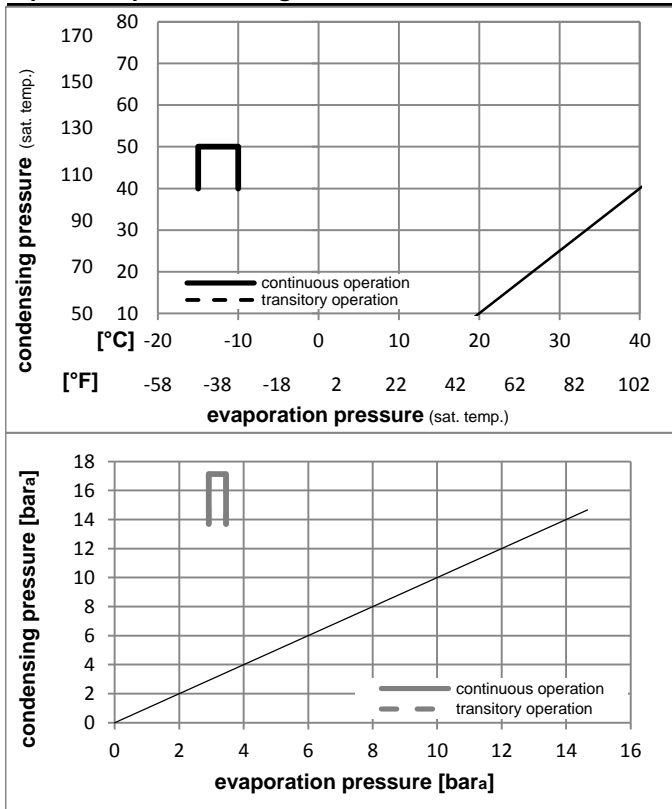 170 80
150 70
60
130
50
110
40
90
30
70
20
50 10
condensing pressure (sat. temp.)
continuous operation
transitory operation
[°C] -20 -10 0 10 20 30 40
[°F] -58 -38 -18 2 22 42 62 82 102
evaporation pressure (sat. temp.)
18
16
14
12
10
8
6
4
2
0
condensing pressure [bara]
continuous operation
transitory operation
0 2 4 6 8 10 12 14 16
evaporation pressure [bara]